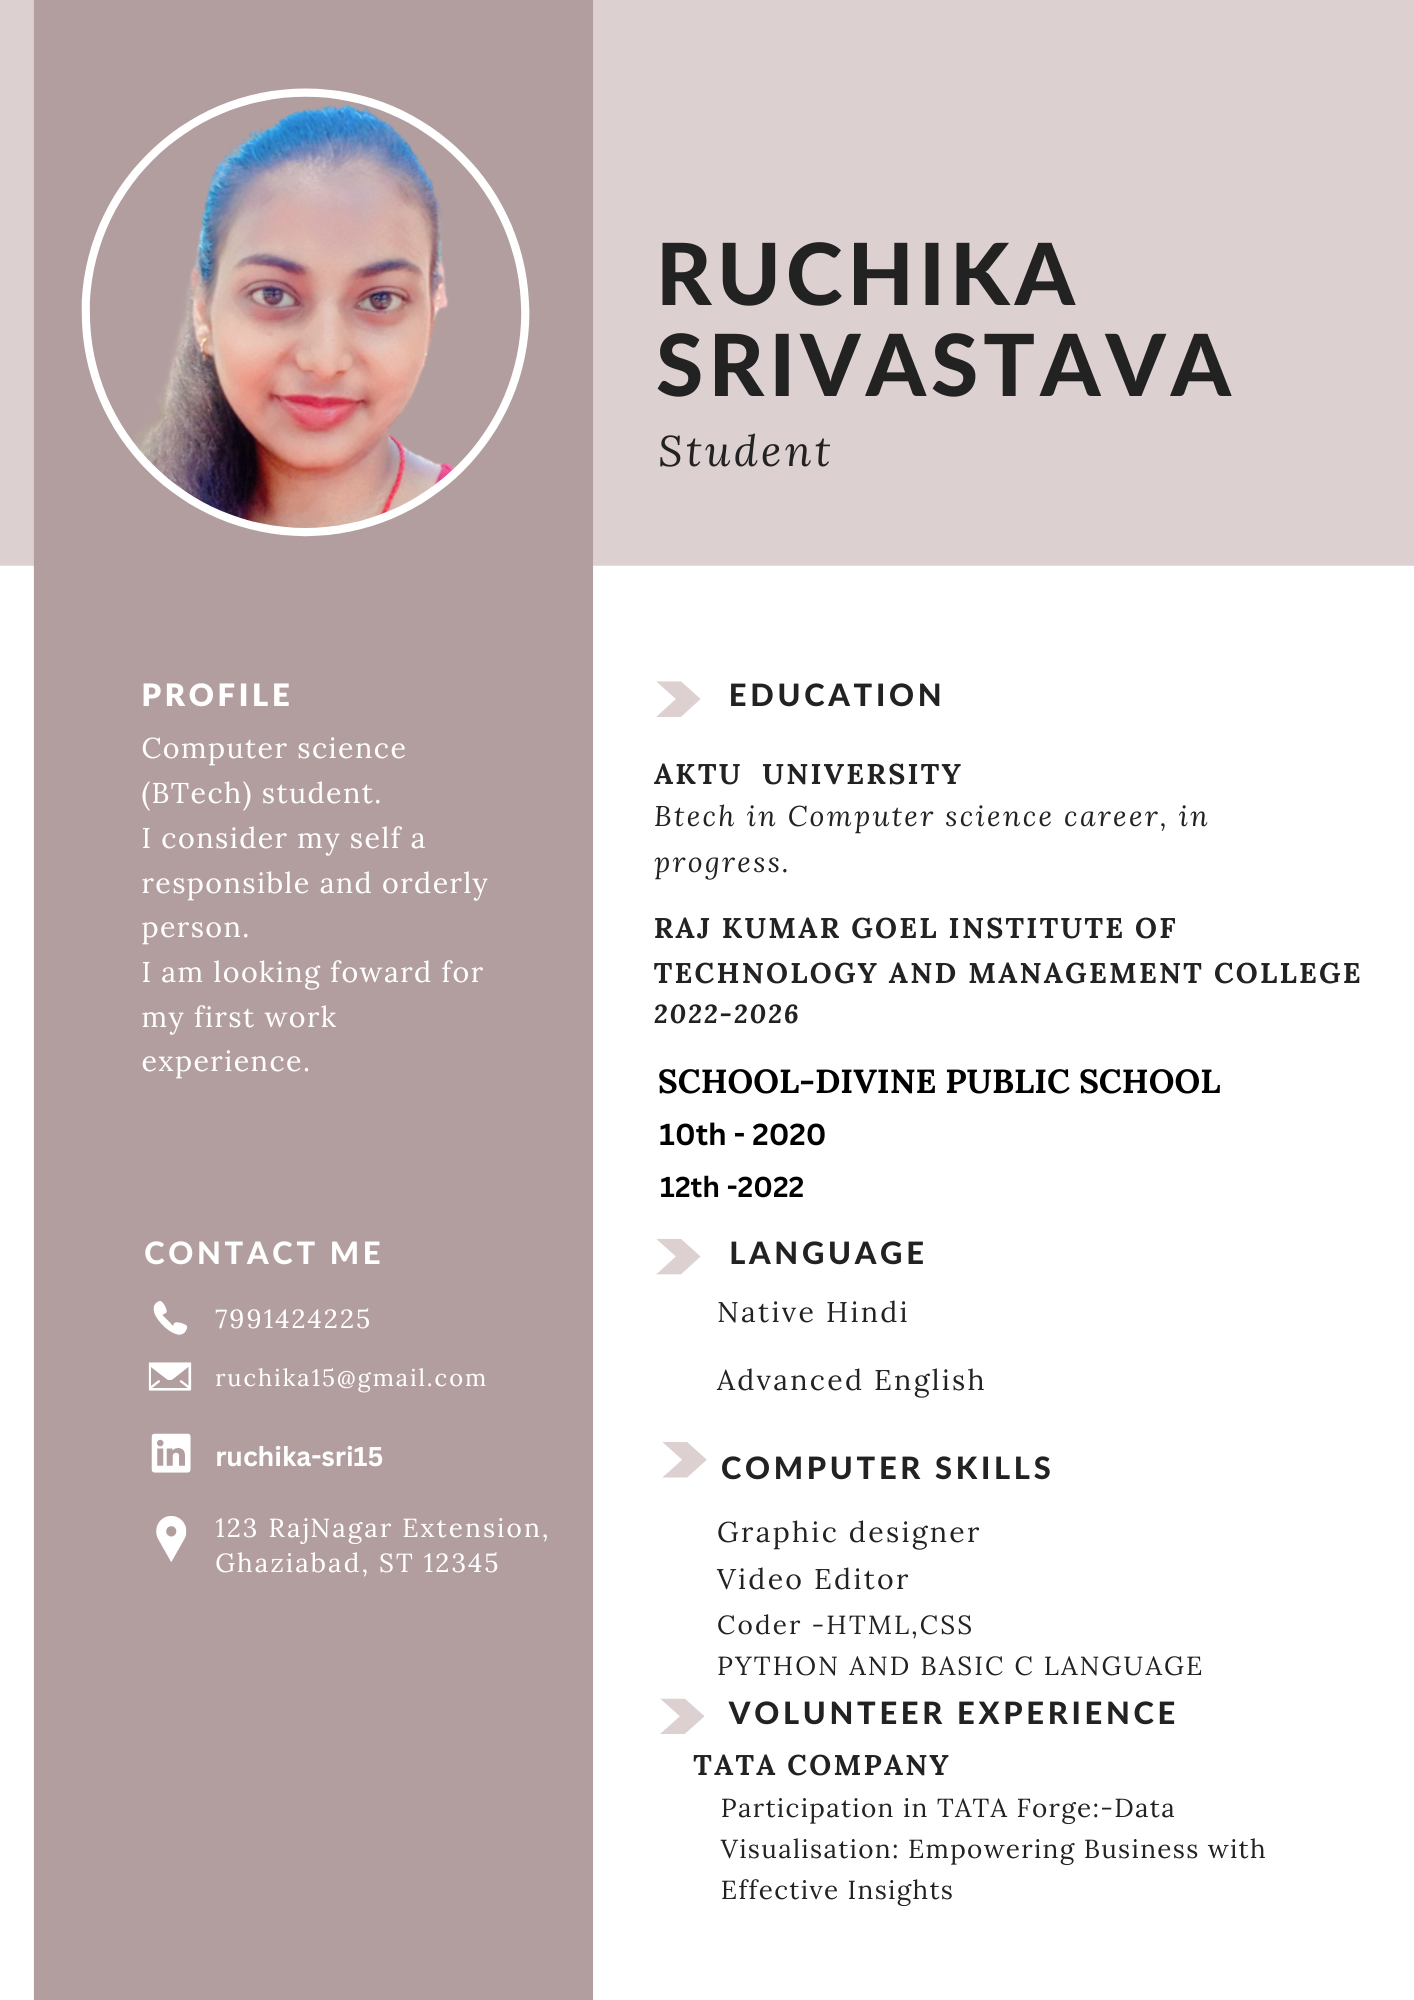 RUCHIKA
SRIVASTAVA
Student
PROFILE
Computer science
(BTech) student.
I consider my self a
responsible and orderly
person.
I am looking foward for
my first work
experience.
CONTACT ME
7991424225
ruchika15@gmail.com
in
ruchika-sri15
123 RajNagar Extension,
Ghaziabad, ST 12345
EDUCATION
AKTU  UNIVERSITY
Btech in Computer science career, in
progress.
RAJ KUMAR GOEL INSTITUTE OF
TECHNOLOGY AND MANAGEMENT COLLEGE
2022-2026
SCHOOL-DIVINE PUBLIC SCHOOL
10th - 2020
12th -2022
LANGUAGE
Native Hindi
Advanced English
COMPUTER SKILLS
Graphic designer
Video Editor
Coder -HTML,CSS
PYTHON AND BASIC C LANGUAGE
VOLUNTEER EXPERIENCE
TATA COMPANY
Participation in TATA Forge:-Data
Visualisation: Empowering Business with
Effective Insights